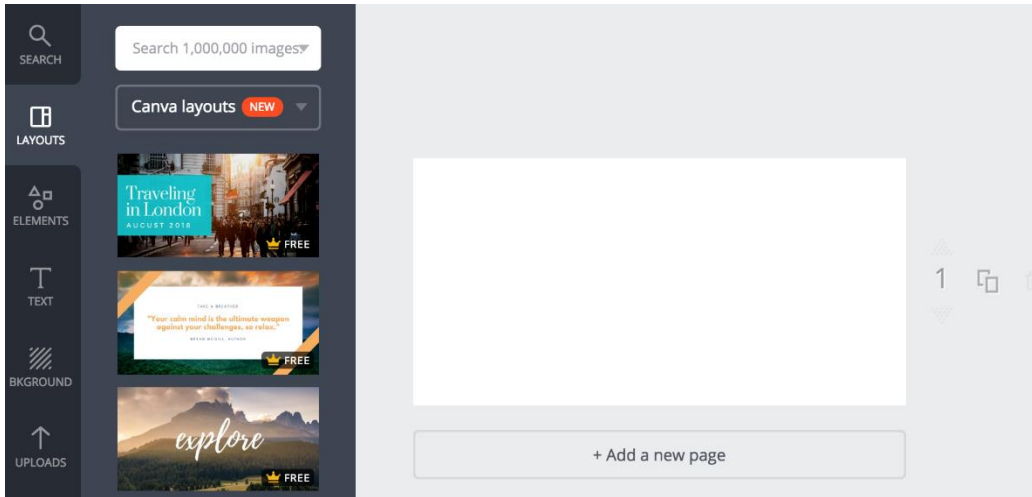 SEARCH
LAYOUTS
ELEMENTS
TEXT
BKGROUND
UPLOADS
Search 1,000,000 images
Canva layouts NEW
Traveling
in London
AUGUST 2018
FREE
TAKE A BREATHER
"Your calm mind is the ultimate weapon
against your challenges, so relax."
AUTHOR
FREE
explore
FREE
1
+ Add a new page